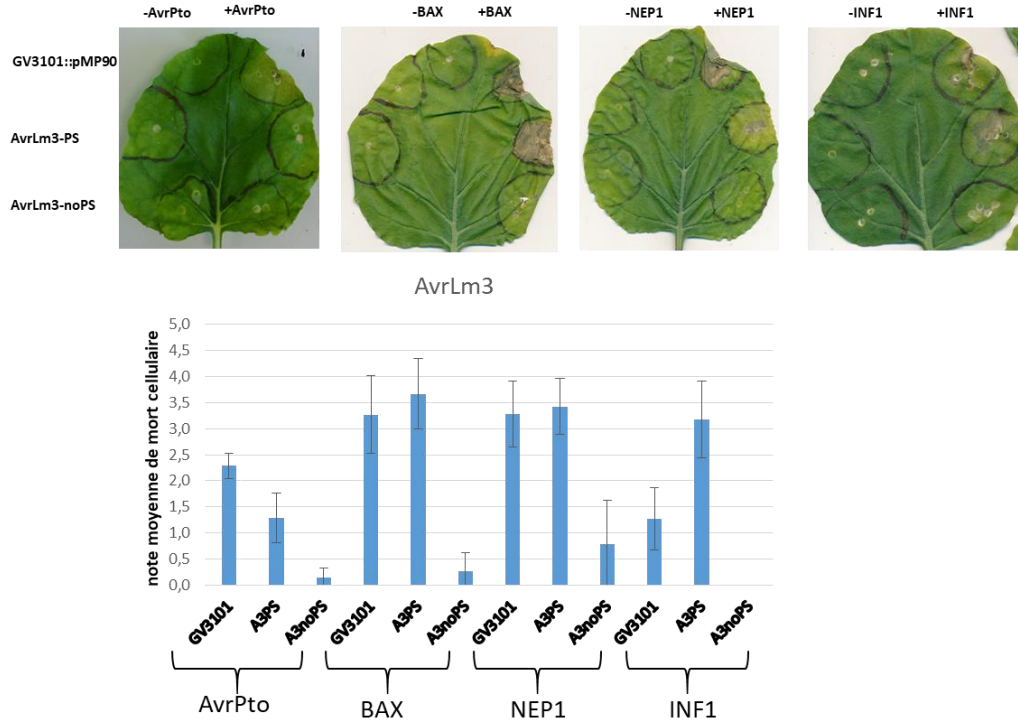 -AvrPto +AvrPto -BAX +BAX -NEP1 +NEP1 -INF1 +INF1
GV3101::pMP90
AvrLm3-PS
AvrLm3-noPS
AvrLm3
note moyenne de mort cellulaire
5,0
4,5
4,0
3,5
3,0
2,5
2,0
1,5
1,0
0,5
0,0
GV3101 A3PS A3noPS GV3101 A3PS A3noPS GV3101 A3PS A3noPS GV3101 A3PS A3noPS
AvrPto BAX NEP1 INF1